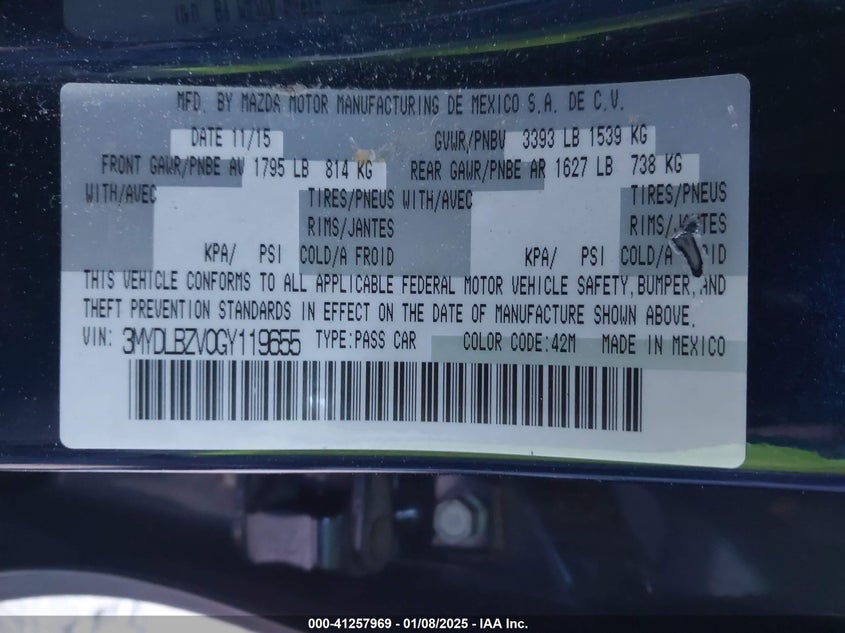 MFD. BY MAZDA MOTOR MANUFACTURING DE MEXICO S.A. DE C.V.
DATE 11/15 GVWR/PNBV 3393 LB 1539 KG
FRONT GAWR/PNBE AV 1795 LB 814 KG REAR GAWR/PNBE AR 1627 LB 738 KG
WITH/AVEC TIRES/PNEUS WITH/AVEC TIRES/PNEUS
RIMS/JANTES RIMS/JANTES
KPA/ PSI COLD/A FROID KPA/ PSI COLD/A FROID
THIS VEHICLE CONFORMS TO ALL APPLICABLE FEDERAL MOTOR VEHICLE SAFETY, BUMPER, AND
THEFT PREVENTION STANDARDS IN EFFECT ON THE DATE OF MANUFACTURE SHOWN ABOVE.
VIN: 3MYDLBZV0GY119655 TYPE:PASS CAR COLOR CODE:42M MADE IN MEXICO
000-41257969 - 01/08/2025 - IAA Inc.